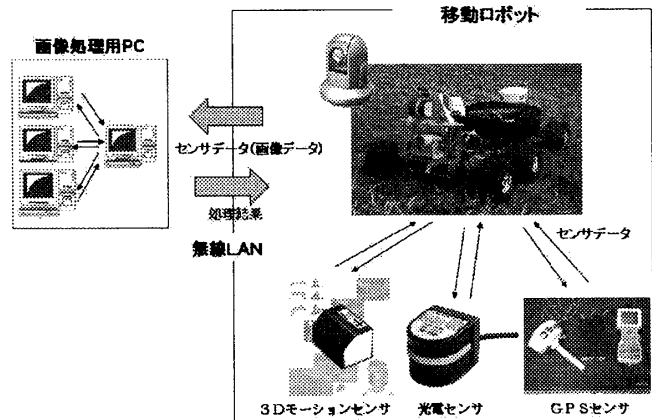 移動ロボット
画像処理用PC
センサデータ(画像データ)
処理結果
無線LAN
センサデータ
3Dモーションセンサ
光電センサ
GPSセンサ